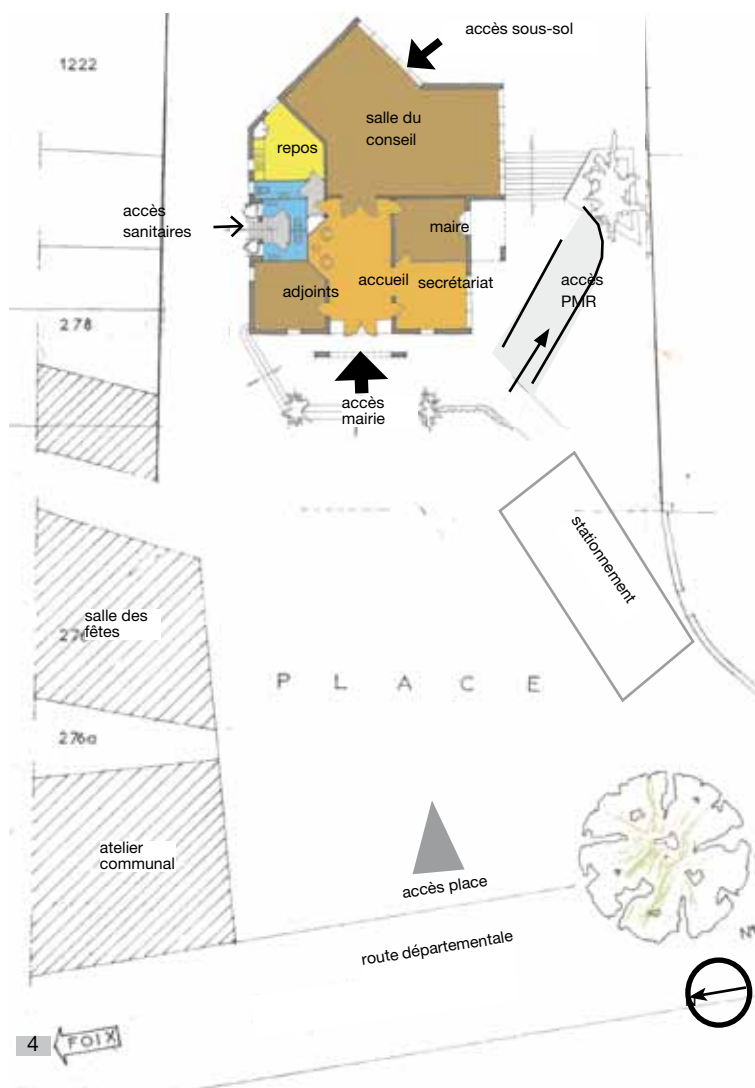 accès sous-sol
1222
salle du
conseil
repos
accès
sanitaires
maire
adjoints
accueil
secrétariat
accès
PMR
278
accès
mairie
stationnement
salle des
fêtes
PLACE
276a
atelier
communal
accès place
route départementale
4
FOIX